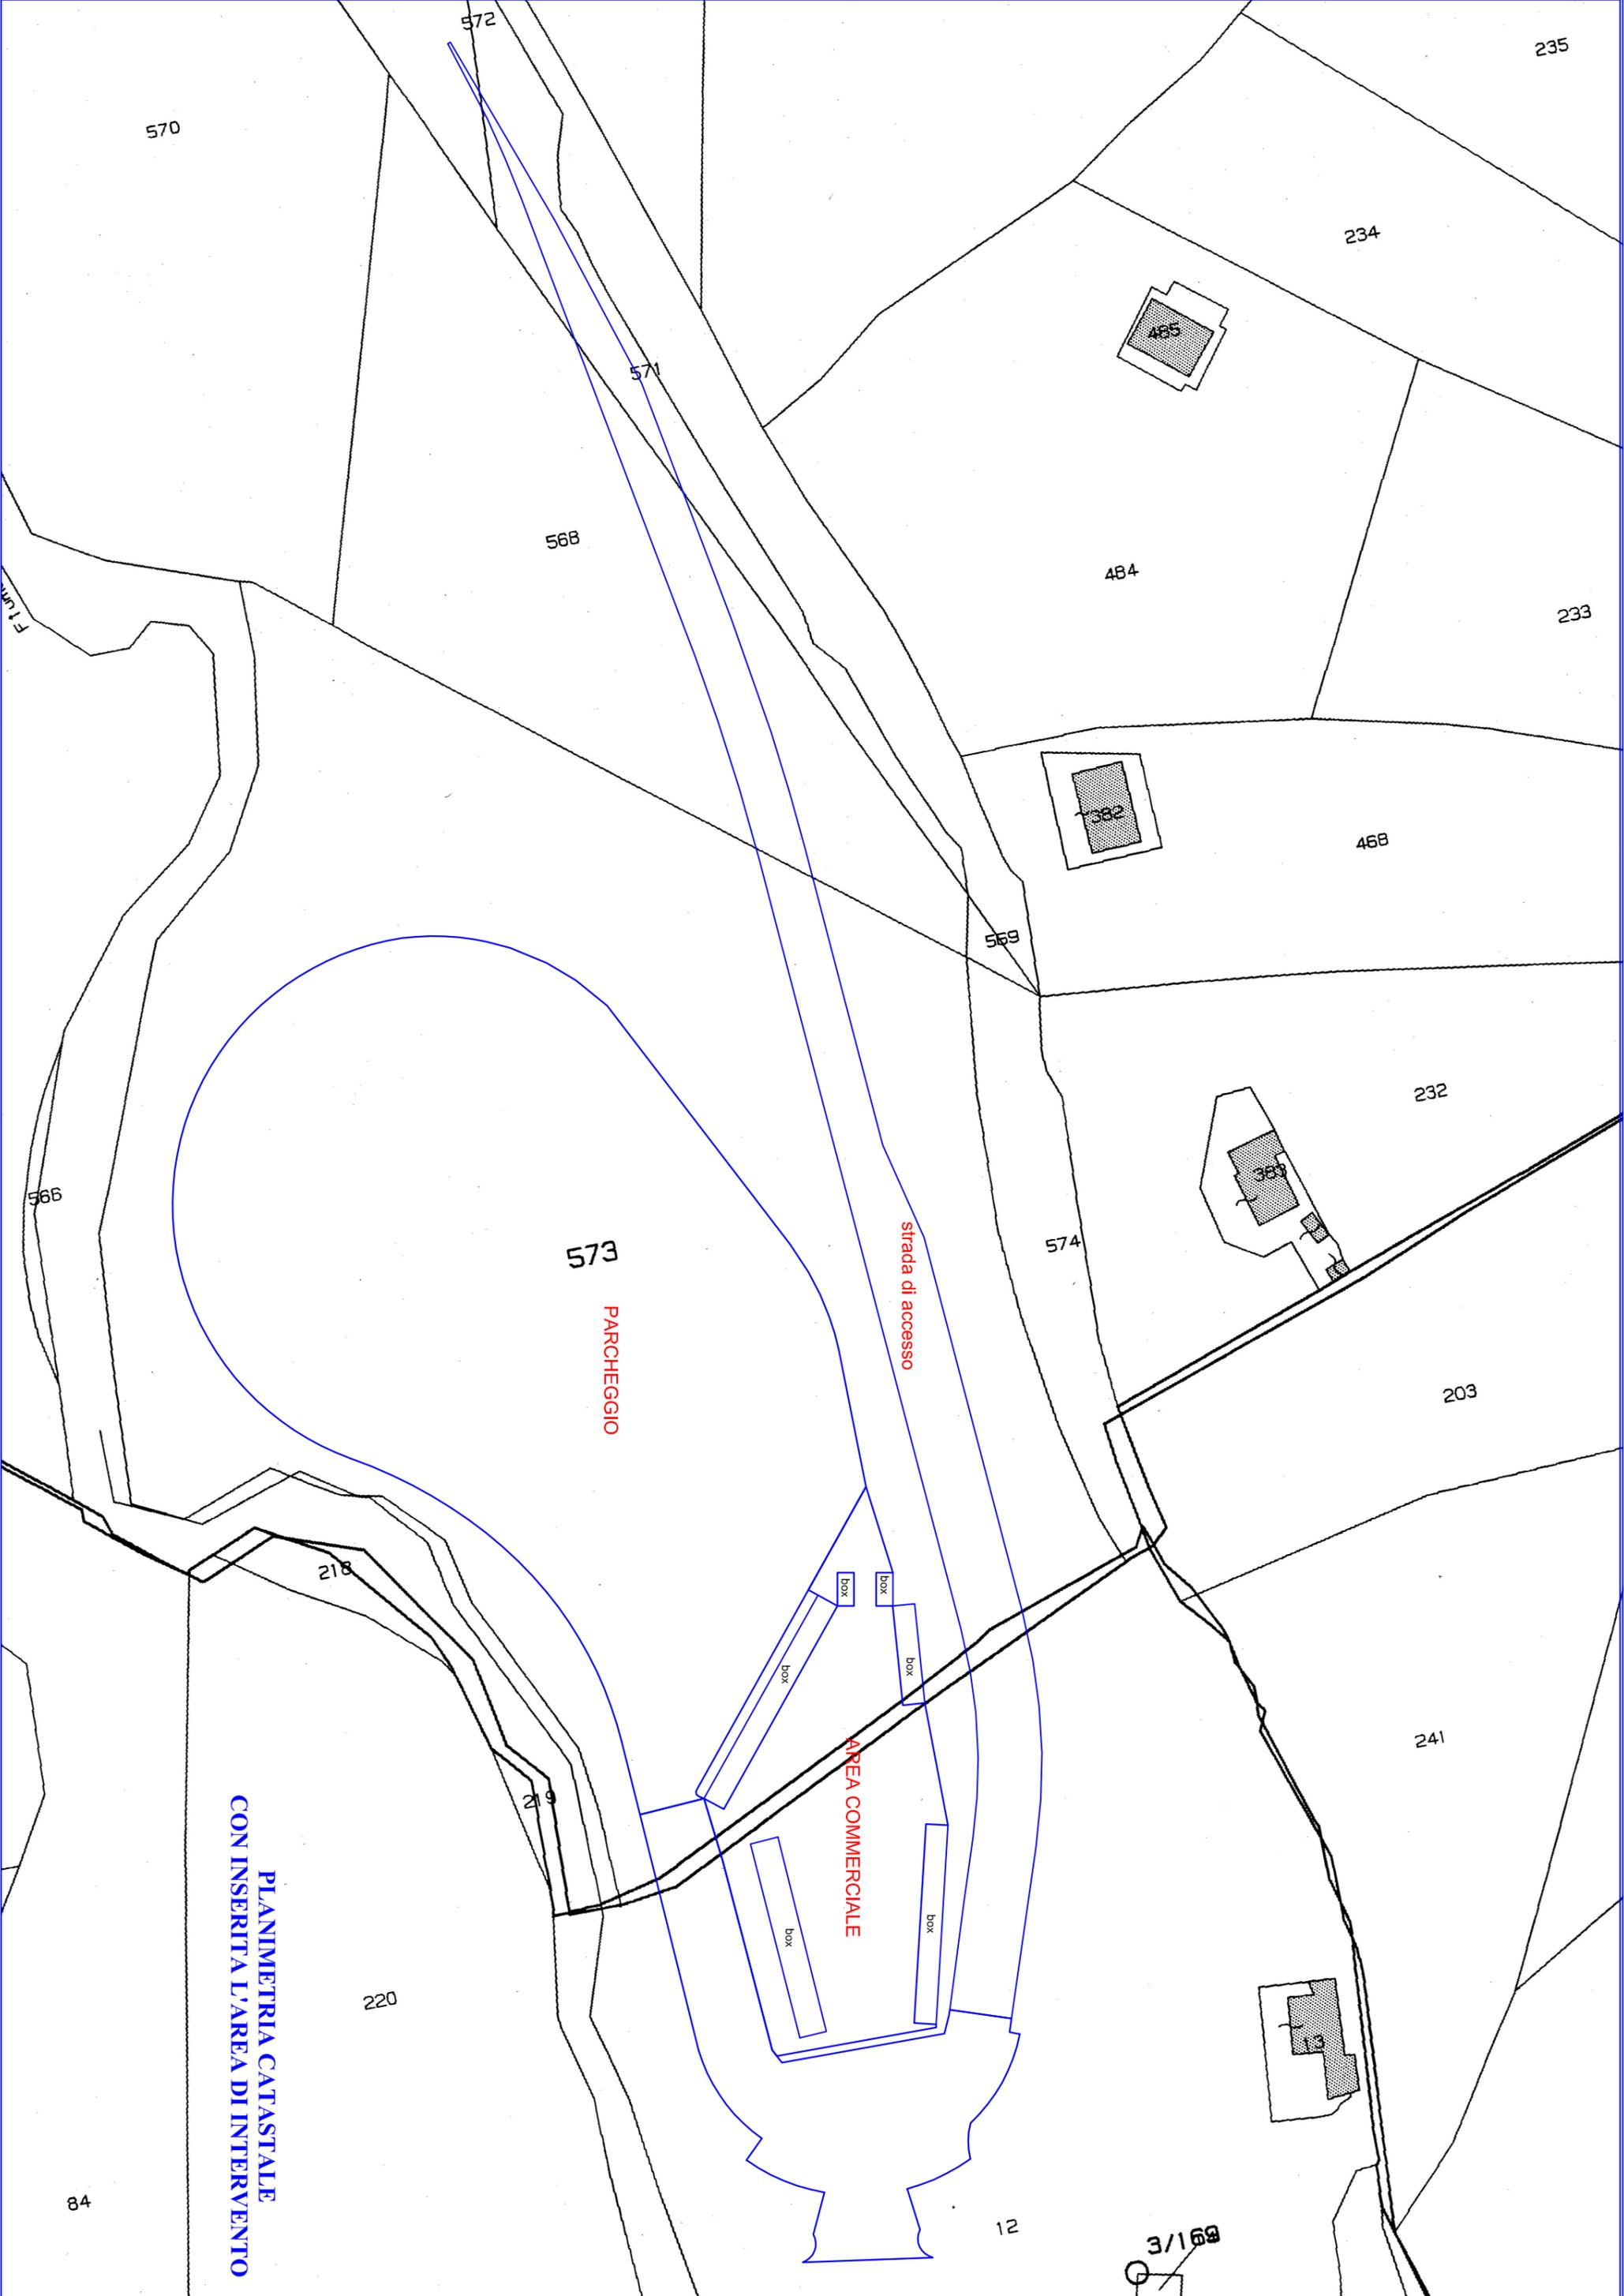 572
235
570
234
485
571
568
484
233
382
468
569
232
383
566
574
573
strada di accesso
PARCHEGGIO
203
218
box
box
box
box
241
AREA COMMERCIALE
219
box
box
220
13
84
12
PLANIMETRIA CATASTALE
CON INSERITA L'AREA DI INTERVENTO